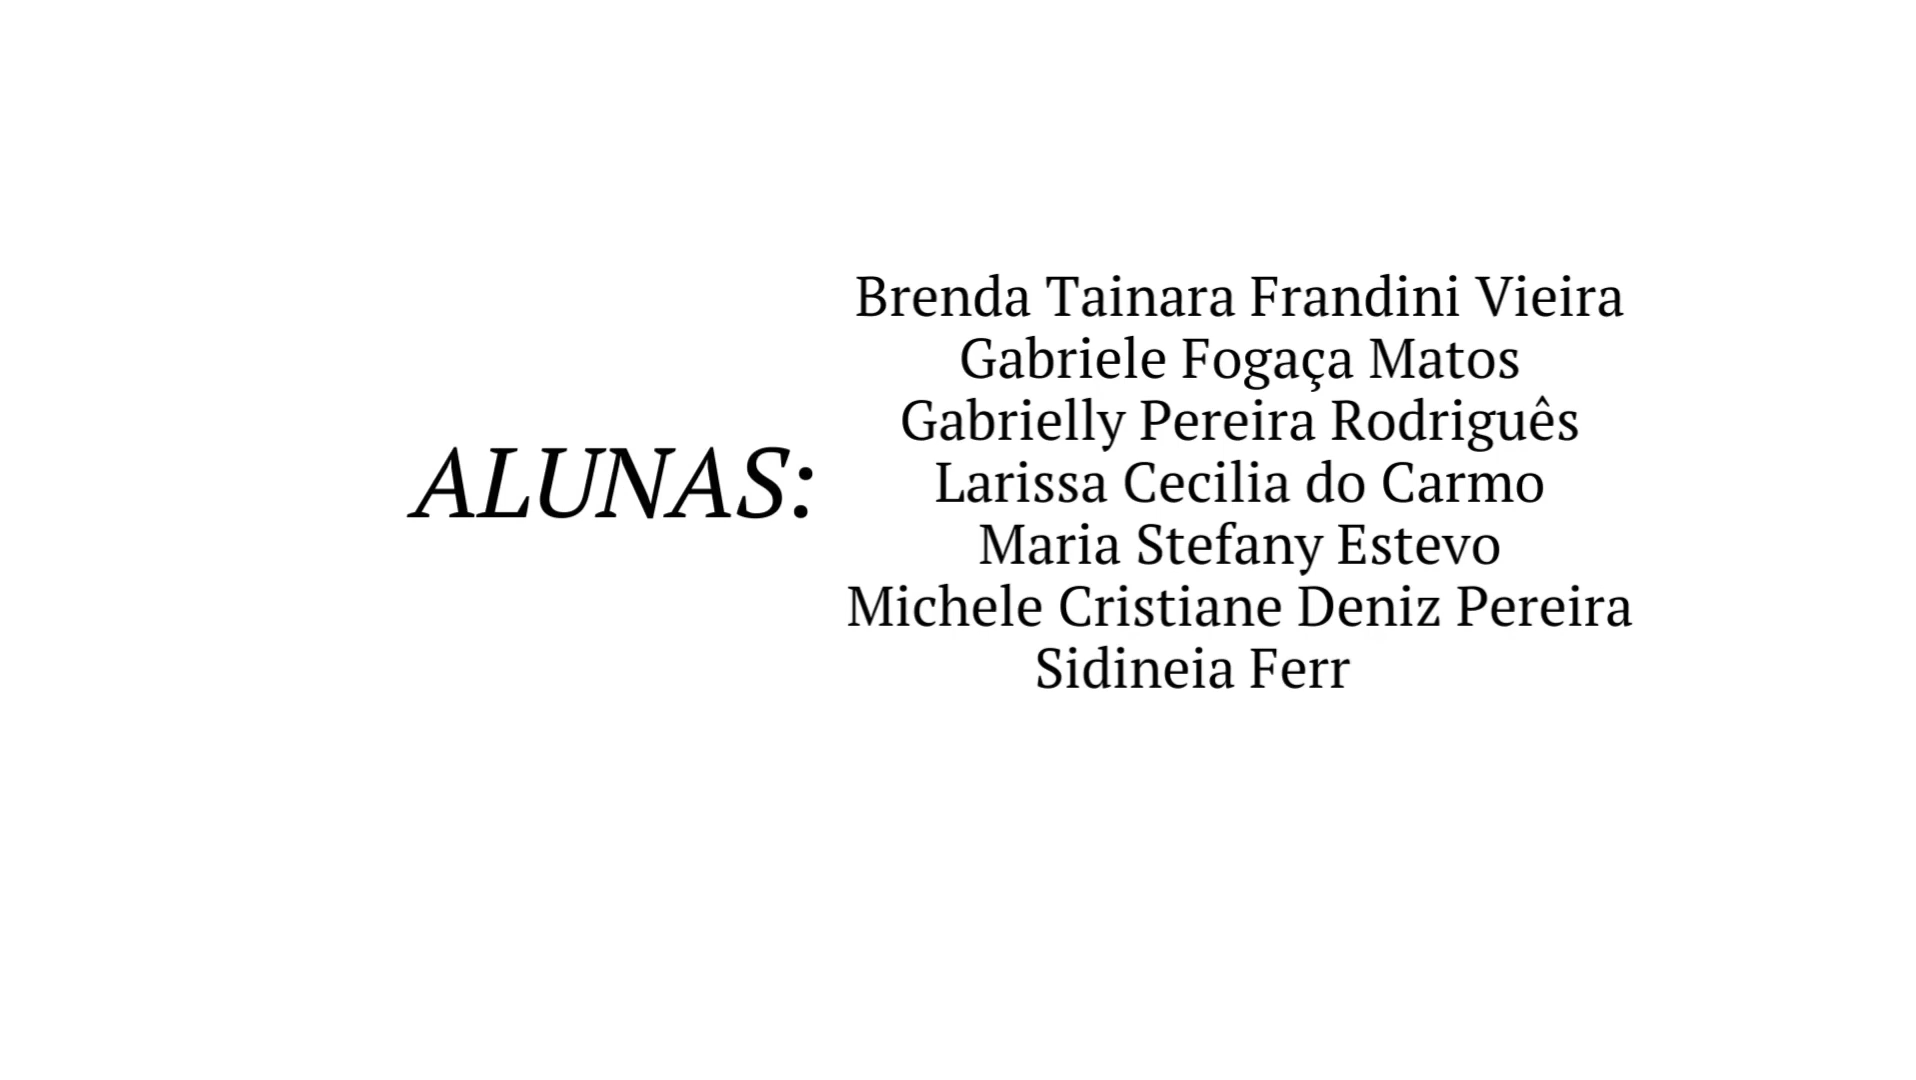 ALUNAS:
Brenda Tainara Frandini Vieira
Gabriele Fogaça Matos
Gabrielly Pereira Rodriguês
Larissa Cecilia do Carmo
Maria Stefany Estevo
Michele Cristiane Deniz Pereira
Sidineia Ferr